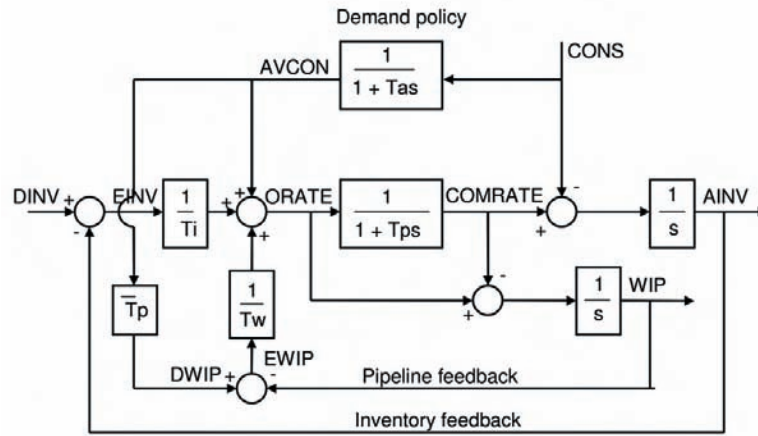 Demand policy
CONS
AVCON
1
1 + Tas
DINV
+
-
EINV
1
Ti
+
+
+
ORATE
1
1 + Tps
COMRATE
-
+
1
s
AINV
T̅p
1
Tw
-
+
1
s
WIP
EWIP
DWIP
+
-
Pipeline feedback
Inventory feedback